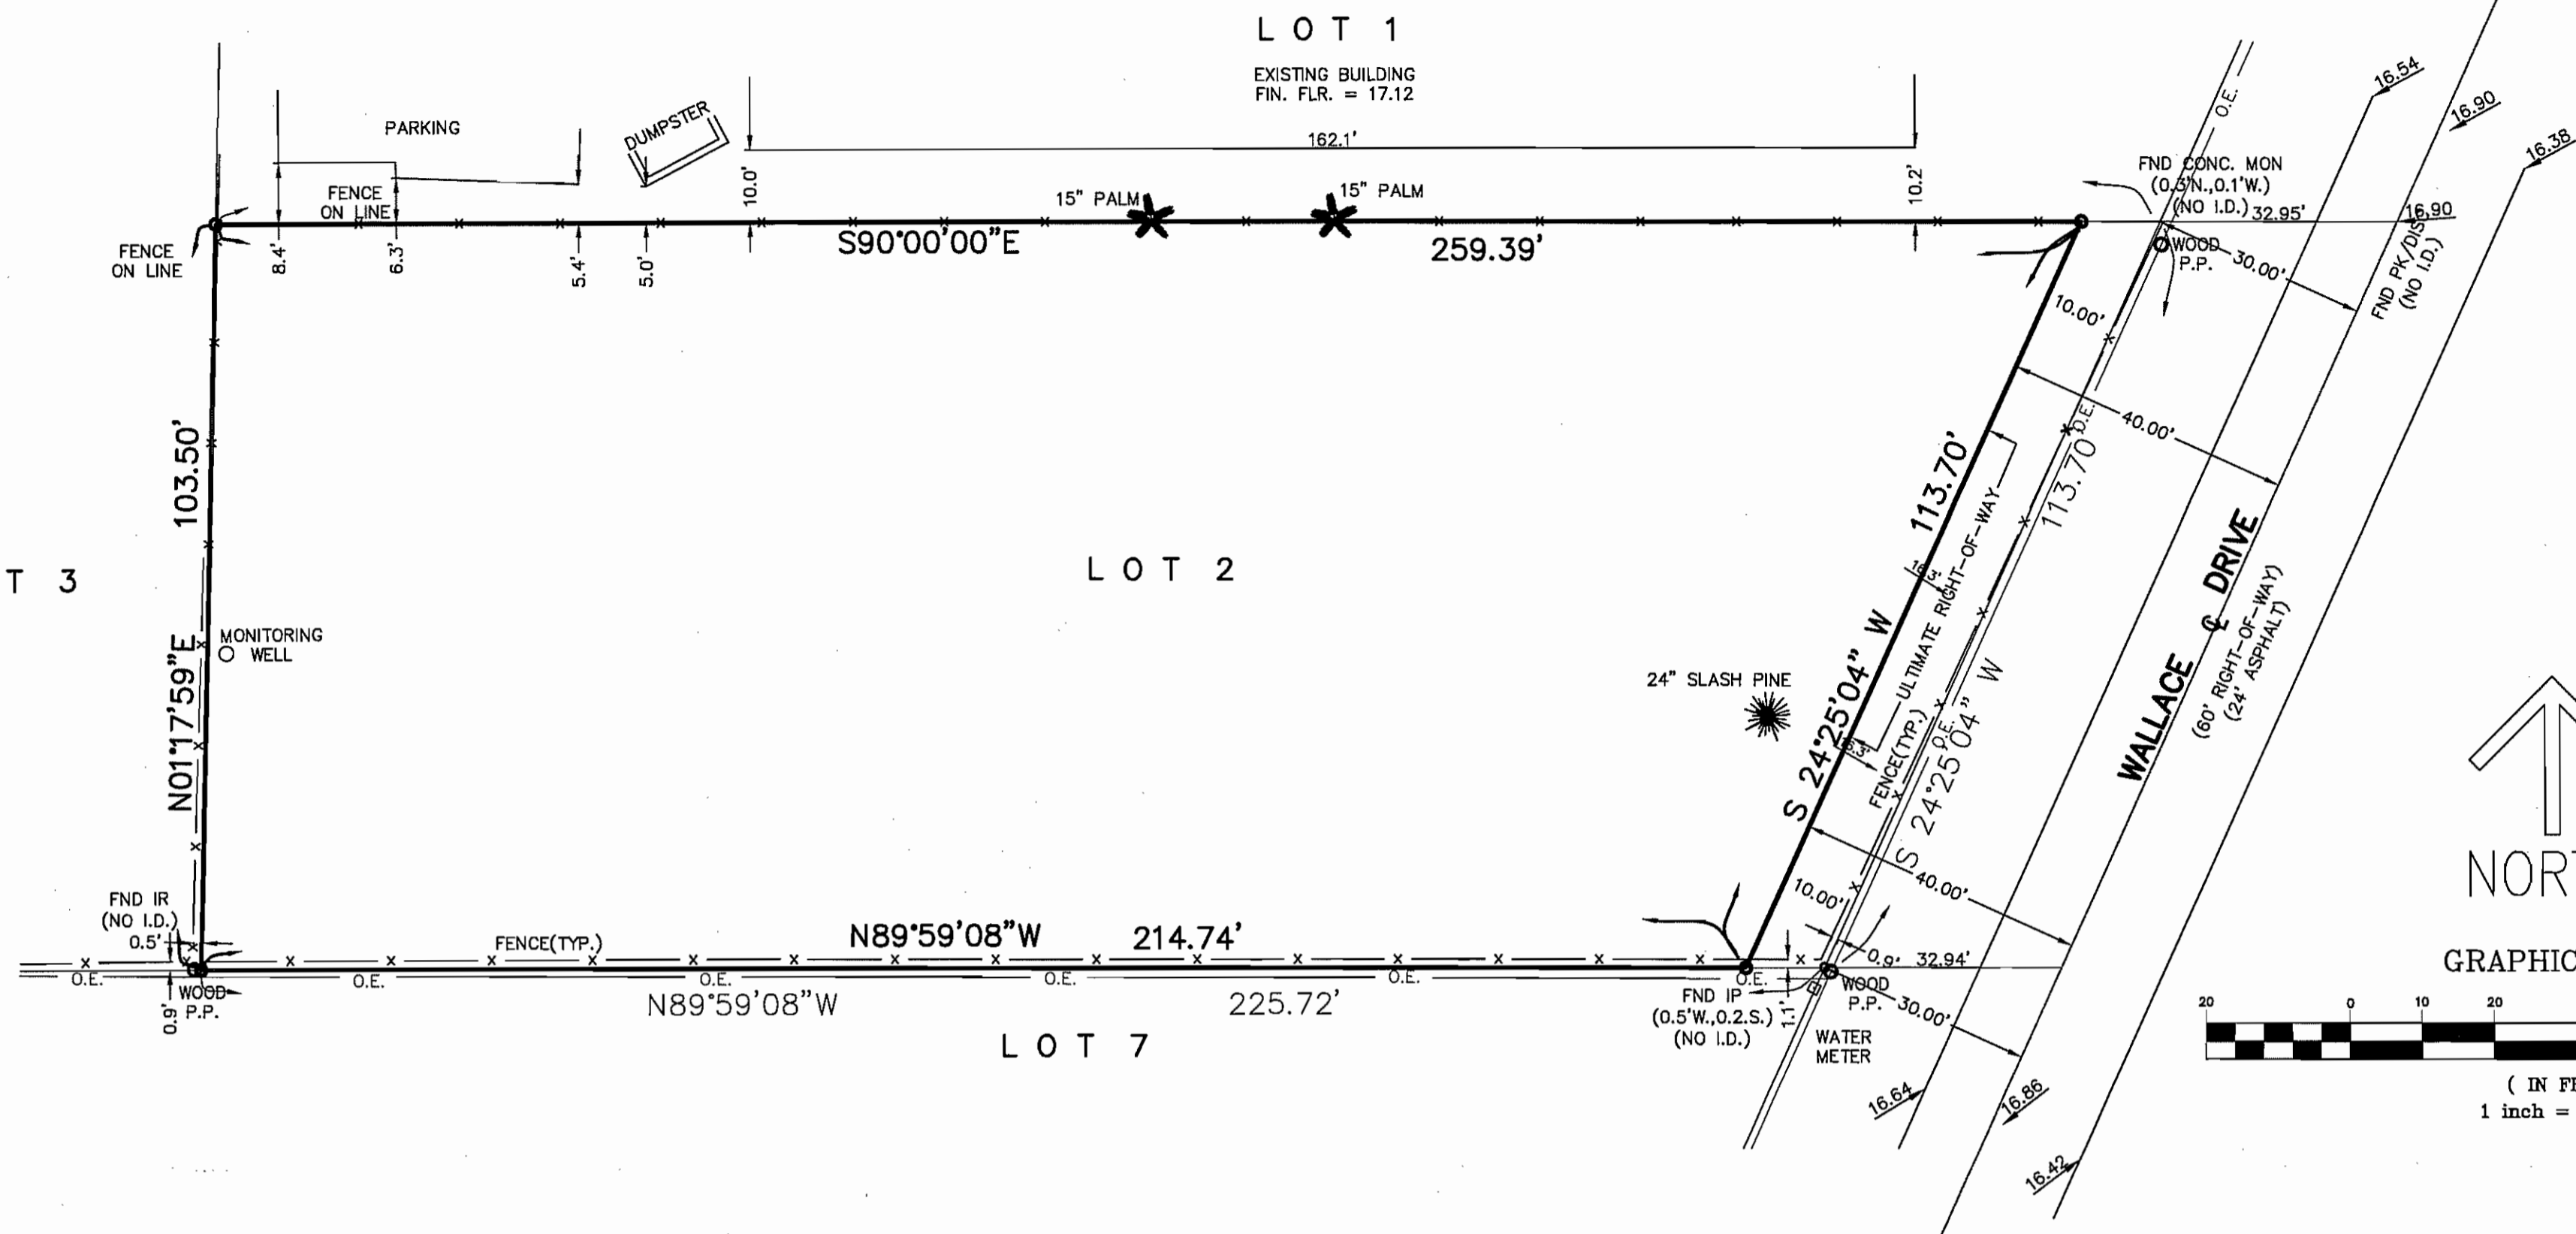 LOT 1
EXISTING BUILDING
FIN. FLR. = 17.12
162.1'
PARKING
DUMPSTER
FENCE
ON LINE
FENCE
ON LINE
8.4'
6.3'
5.4'
5.0'
10.0'
15" PALM
15" PALM
10.2'
S90°00'00"E
259.39'
FND CONC. MON
(0.3'N.,0.1'W.)
(NO I.D.)
32.95'
16.90
O.E.
16.54
16.90
16.38
WOOD
P.P.
30.00'
FND PK/DISC
(NO I.D.)
10.00'
40.00'
O.E.
103.50'
N01°17'59"E
T 3
MONITORING
WELL
LOT 2
113.70'
S 24°25'04" W
16.3'
16.3'
ULTIMATE RIGHT-OF-WAY
FENCE(TYP.)
O.E.
113.70
S 24°25'04" W
WALLACE ℄ DRIVE
(60' RIGHT-OF-WAY)
(24' ASPHALT)
24" SLASH PINE
40.00'
10.00'
FND IR
(NO I.D.)
0.5'
FENCE(TYP.)
N89°59'08"W
214.74'
0.9'
32.94'
O.E.
O.E.
O.E.
O.E.
O.E.
O.E.
WOOD
P.P.
0.9'
N89°59'08"W
225.72'
FND IP
(0.5'W.,0.2.S.)
(NO I.D.)
1.1'
WOOD
P.P.
30.00'
WATER
METER
LOT 7
16.64
16.86
16.42
NOR
GRAPHIC
20
0
10
20
( IN F
1 inch =